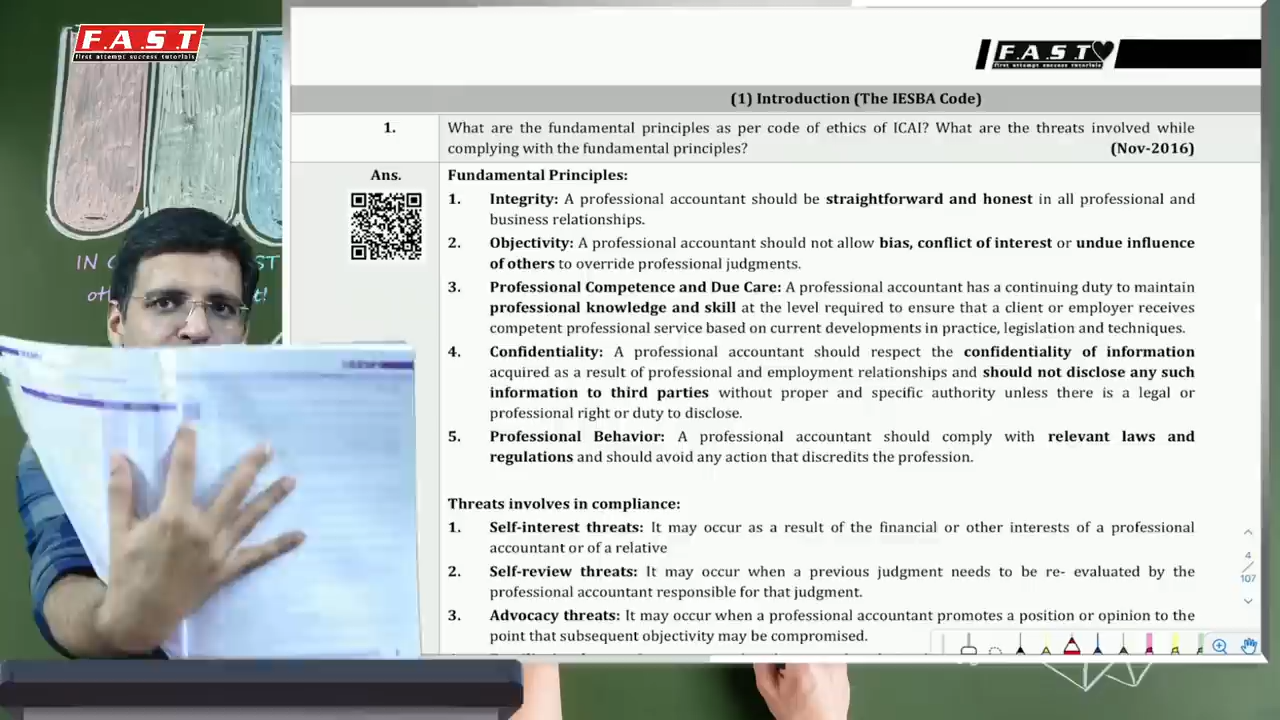 F.A.S.T
first attempt success tutorials
F.A.S.T
first attempt success tutorials
(1) Introduction (The IESBA Code)
1. What are the fundamental principles as per code of ethics of ICAI? What are the threats involved while
complying with the fundamental principles? (Nov-2016)
Ans. Fundamental Principles:
1. Integrity: A professional accountant should be straightforward and honest in all professional and
business relationships.
2. Objectivity: A professional accountant should not allow bias, conflict of interest or undue influence
of others to override professional judgments.
3. Professional Competence and Due Care: A professional accountant has a continuing duty to maintain
professional knowledge and skill at the level required to ensure that a client or employer receives
competent professional service based on current developments in practice, legislation and techniques.
4. Confidentiality: A professional accountant should respect the confidentiality of information
acquired as a result of professional and employment relationships and should not disclose any such
information to third parties without proper and specific authority unless there is a legal or
professional right or duty to disclose.
5. Professional Behavior: A professional accountant should comply with relevant laws and
regulations and should avoid any action that discredits the profession.
Threats involves in compliance:
1. Self-interest threats: It may occur as a result of the financial or other interests of a professional
accountant or of a relative
2. Self-review threats: It may occur when a previous judgment needs to be re- evaluated by the
professional accountant responsible for that judgment.
3. Advocacy threats: It may occur when a professional accountant promotes a position or opinion to the
point that subsequent objectivity may be compromised.
4
/
107
IN
ST